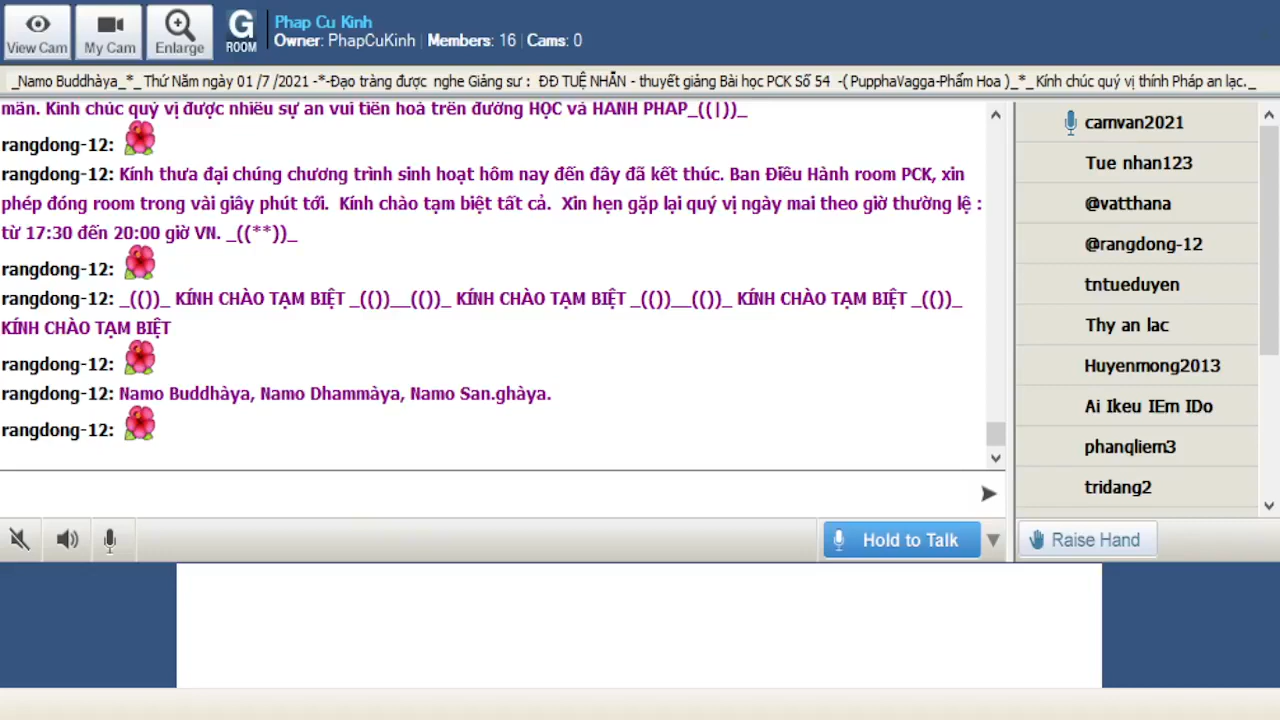 View Cam
My Cam
Enlarge
G
ROOM
Phap Cu Kinh
Owner: PhapCuKinh | Members: 16 | Cams: 0
_Namo Buddhàya_*_ Thứ Năm ngày 01 /7 /2021 -*-Đạo tràng được nghe Giảng sư : ĐĐ TUỆ NHẪN - thuyết giảng Bài học PCK Số 54 -( PupphaVagga-Phẩm Hoa )_*_ Kính chúc quý vị thính Pháp an lạc._
mãn. Kính chúc quý vị được nhiều sự an vui tiến hoá trên đường HỌC và HÀNH PHÁP_((|))_
rangdong-12:
rangdong-12: Kính thưa đại chúng chương trình sinh hoạt hôm nay đến đây đã kết thúc. Ban Điều Hành room PCK, xin
phép đóng room trong vài giây phút tới. Kính chào tạm biệt tất cả. Xin hẹn gặp lại quý vị ngày mai theo giờ thường lệ :
từ 17:30 đến 20:00 giờ VN. _((**))_
rangdong-12:
rangdong-12: _(())_ KÍNH CHÀO TẠM BIỆT _(())__(())_ KÍNH CHÀO TẠM BIỆT _(())__(())_ KÍNH CHÀO TẠM BIỆT _(())_
KÍNH CHÀO TẠM BIỆT
rangdong-12:
rangdong-12: Namo Buddhàya, Namo Dhammàya, Namo San.ghàya.
rangdong-12:
camvan2021
Tue nhan123
@vatthana
@rangdong-12
tntueduyen
Thy an lac
Huyenmong2013
Ai Ikeu IEm IDo
phanqliem3
tridang2
Hold to Talk
Raise Hand